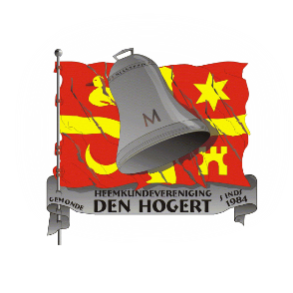 M
HEEMKUNDEVERENIGING
GEMONDE
DEN HOGERT
SINDS
1984